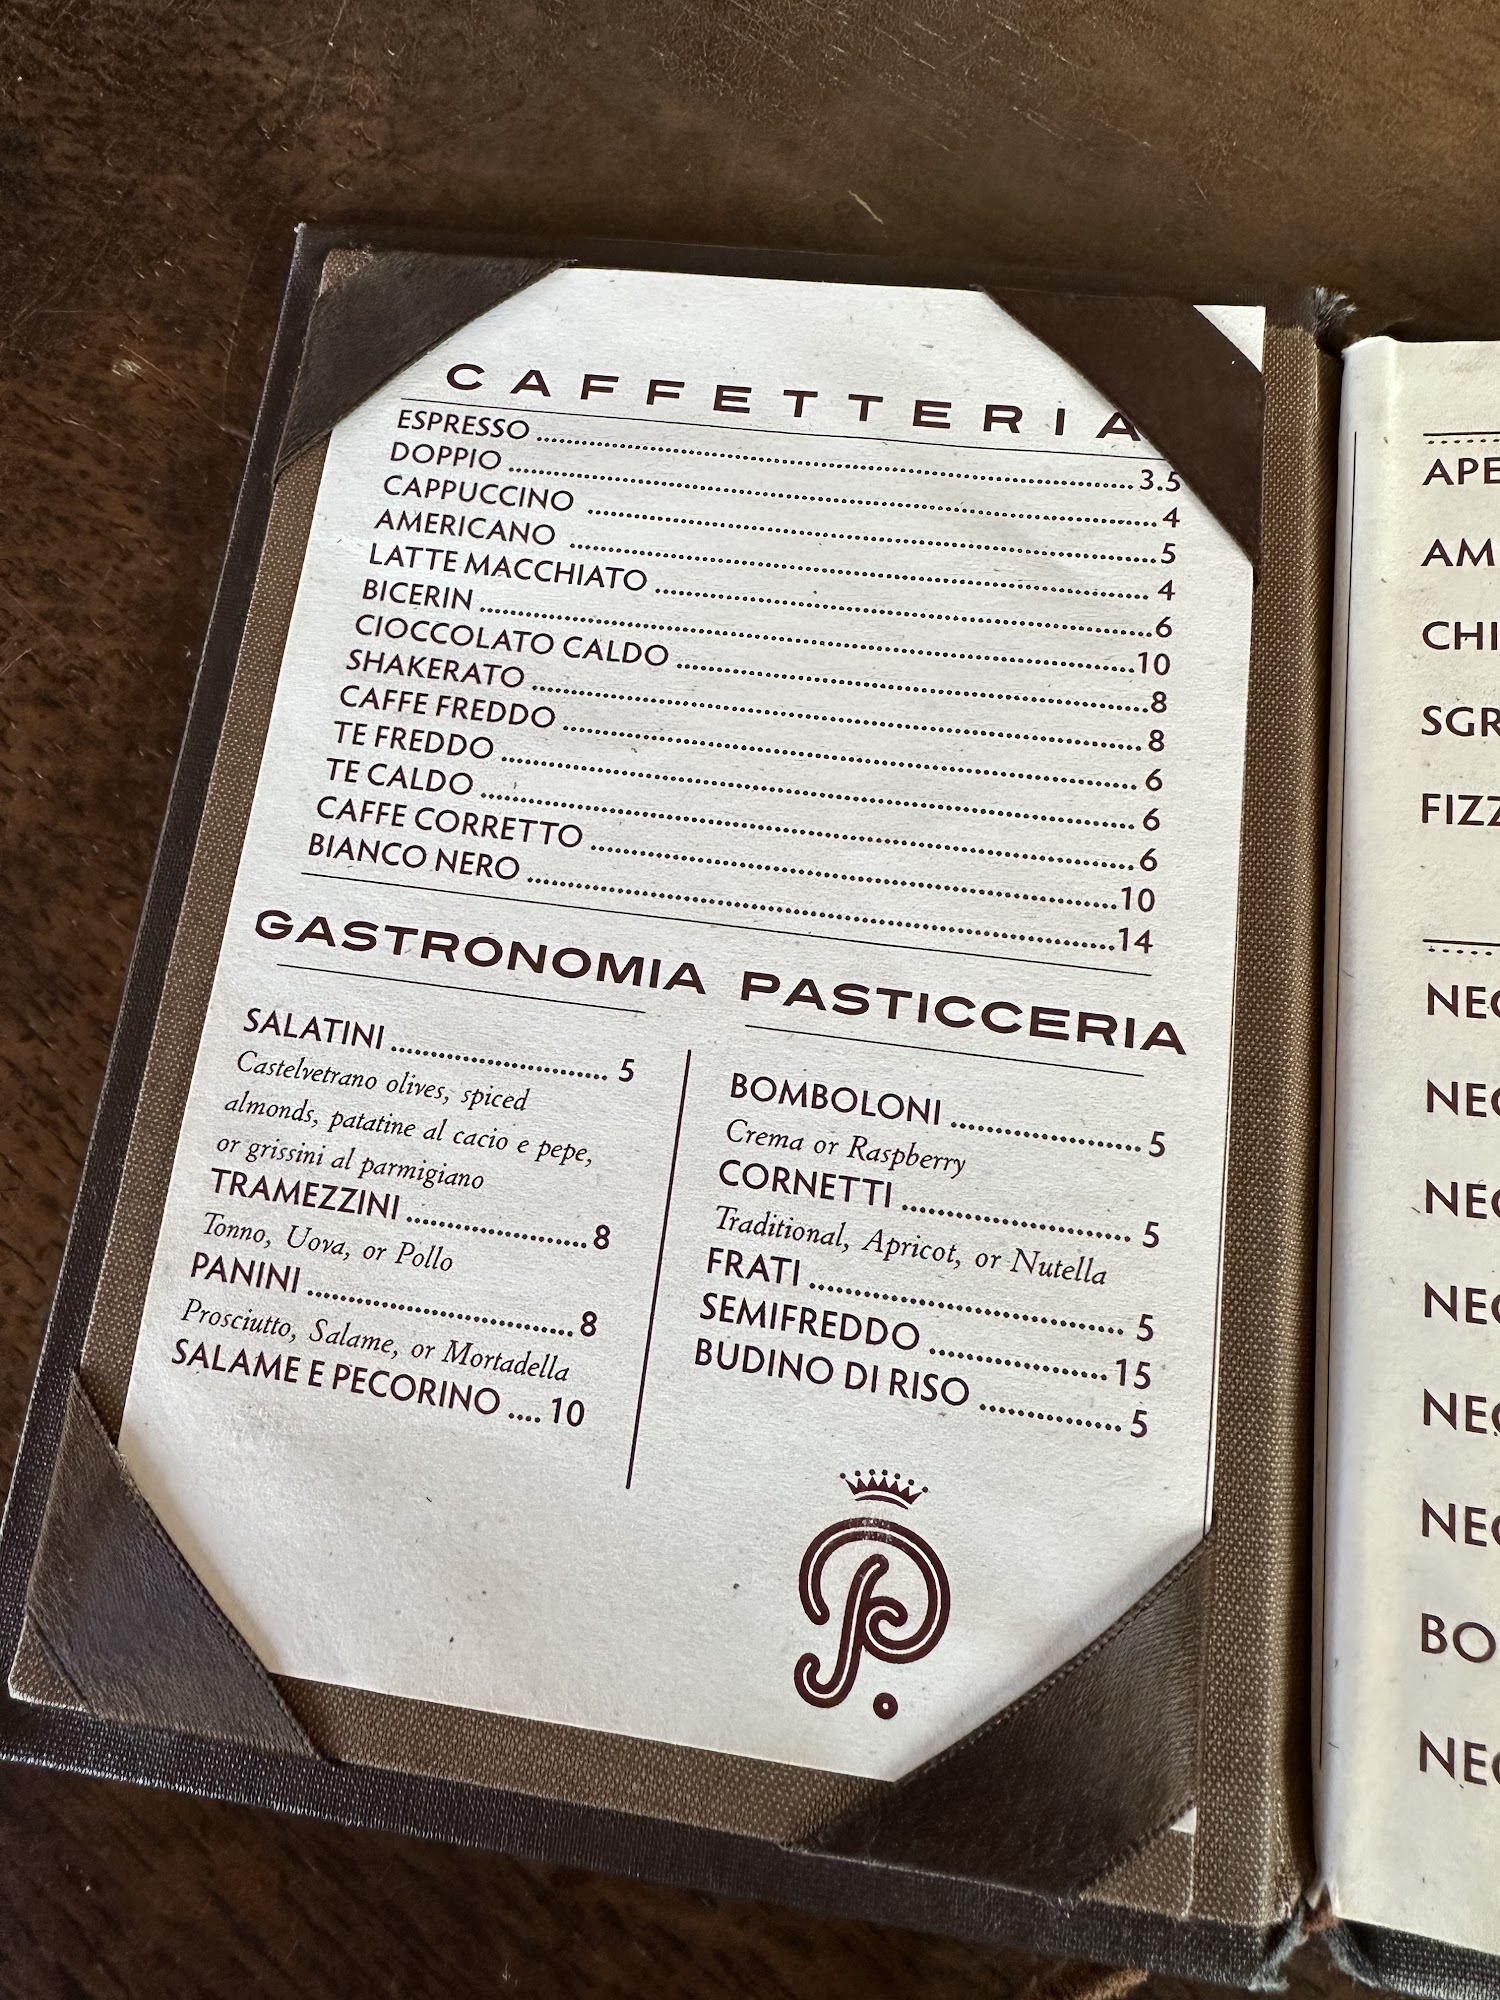 CAFFETTERIA
ESPRESSO 3.5
DOPPIO 4
CAPPUCCINO 5
AMERICANO 4
LATTE MACCHIATO 6
BICERIN 10
CIOCCOLATO CALDO 8
SHAKERATO 8
CAFFE FREDDO 6
TE FREDDO 6
TE CALDO 6
CAFFE CORRETTO 10
BIANCO NERO 14
GASTRONOMIA
SALATINI 5
Castelvetrano olives, spiced
almonds, patatine al cacio e pepe,
or grissini al parmigiano
TRAMEZZINI 8
Tonno, Uova, or Pollo
PANINI 8
Prosciutto, Salame, or Mortadella
SALAME E PECORINO 10
PASTICCERIA
BOMBOLONI 5
Crema or Raspberry
CORNETTI 5
Traditional, Apricot, or Nutella
FRATI 5
SEMIFREDDO 15
BUDINO DI RISO 5
P.